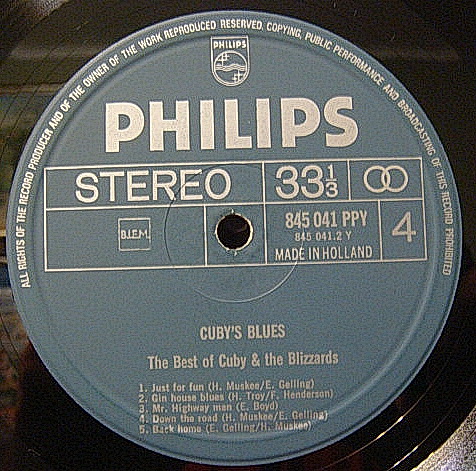 ALL RIGHTS OF THE RECORD PRODUCER AND OF THE OWNER OF THE WORK REPRODUCED RESERVED. COPYING, PUBLIC PERFORMANCE AND BROADCASTING OF THIS RECORD PROHIBITED
PHILIPS
PHILIPS
STEREO 33 1/3
B.I.E.M. 845 041 PPY 4
845 041.2 Y
MADE IN HOLLAND
CUBY'S BLUES
The Best of Cuby & the Blizzards
1. Just for fun (H. Muskee/E. Gelling)
2. Gin house blues (H. Troy/F. Henderson)
3. Mr. Highway man (E. Boyd)
4. Down the road (H. Muskee/E. Gelling)
5. Back home (E. Gelling/H. Muskee)